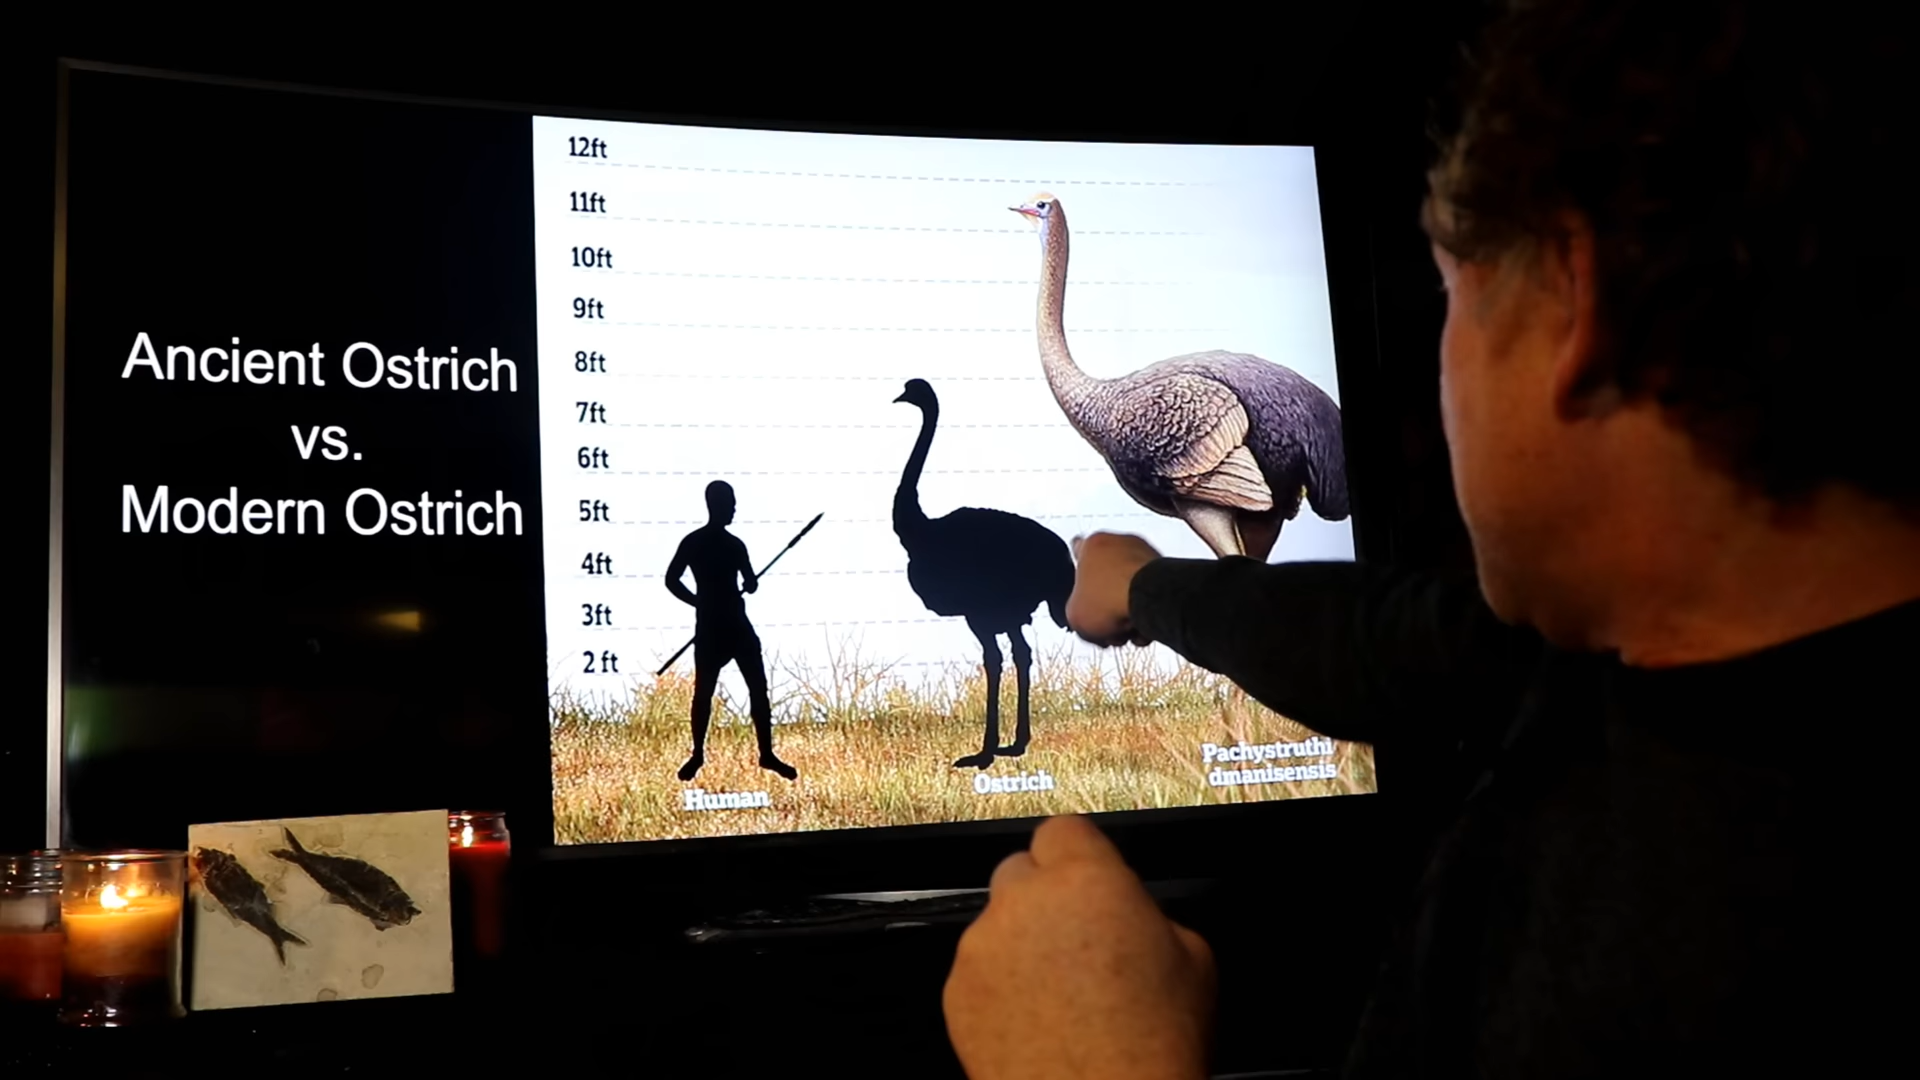 Ancient Ostrich
vs.
Modern Ostrich
12ft
11ft
10ft
9ft
8ft
7ft
6ft
5ft
4ft
3ft
2 ft
Human
Ostrich
Pachystruthi
dmanisensis